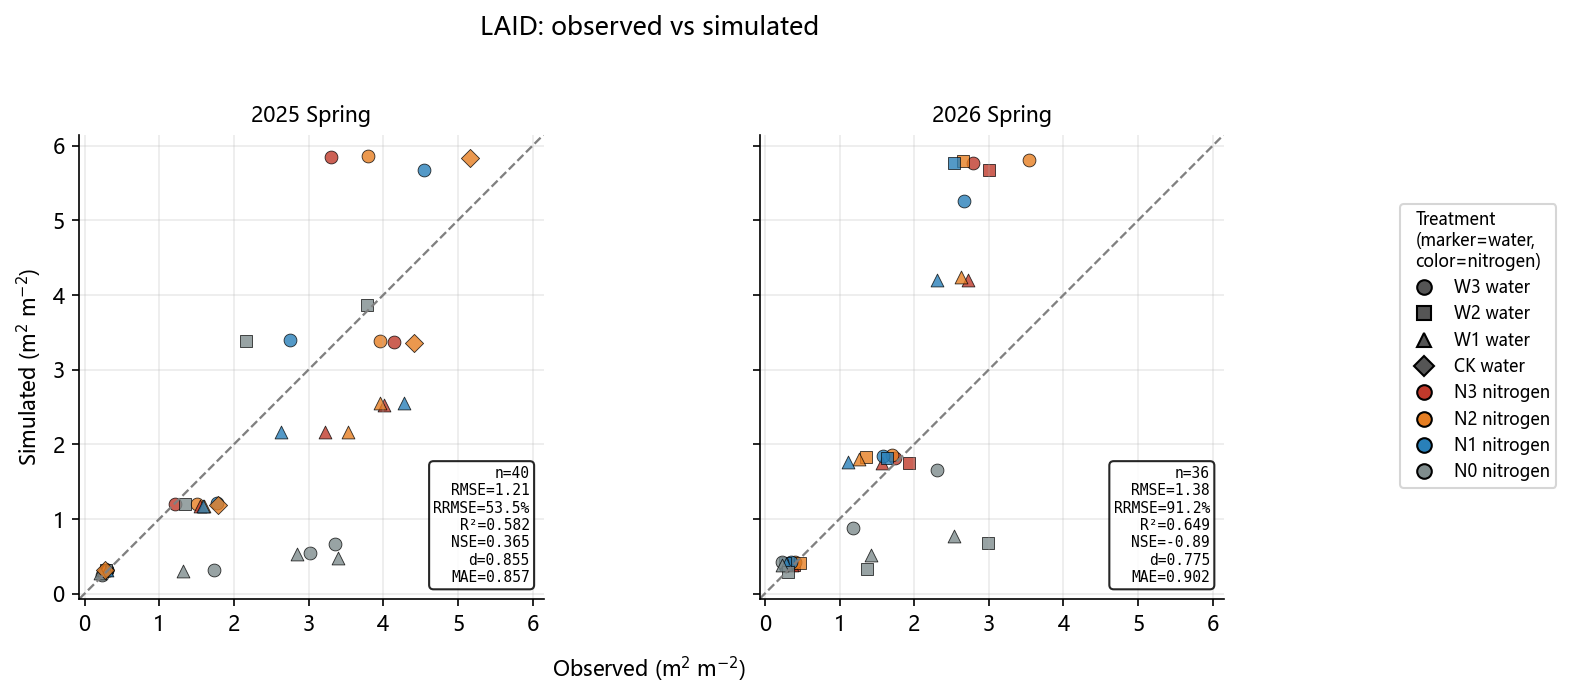 LAID: observed vs simulated
2025 Spring
2026 Spring
Simulated (m² m⁻²)
6
5
4
3
2
1
0
0 1 2 3 4 5 6
n=40
RMSE=1.21
RRMSE=53.5%
R²=0.582
NSE=0.365
d=0.855
MAE=0.857
0 1 2 3 4 5 6
n=36
RMSE=1.38
RRMSE=91.2%
R²=0.649
NSE=-0.89
d=0.775
MAE=0.902
Observed (m² m⁻²)
Treatment
(marker=water,
color=nitrogen)
W3 water
W2 water
W1 water
CK water
N3 nitrogen
N2 nitrogen
N1 nitrogen
N0 nitrogen